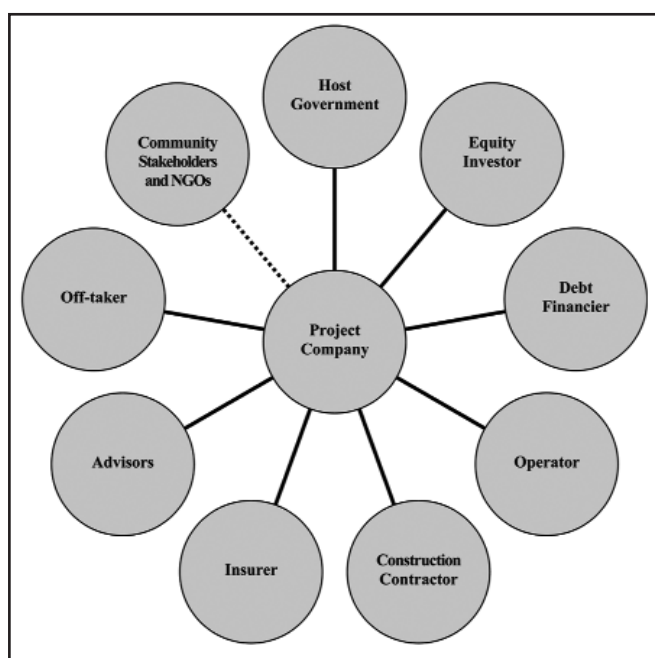 Host
Government
Community
Stakeholders
and NGOs
Equity
Investor
Off-taker
Debt
Financier
Project
Company
Advisors
Operator
Insurer
Construction
Contractor